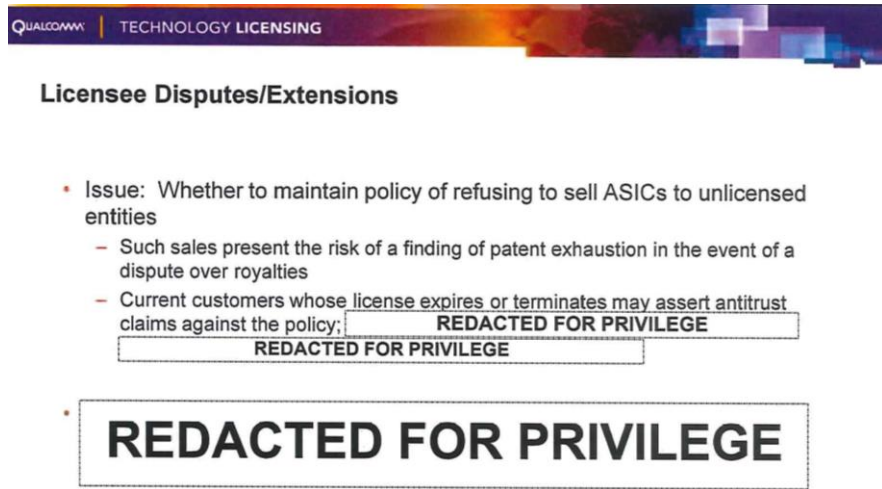 QUALCOMM | TECHNOLOGY LICENSING
Licensee Disputes/Extensions
• Issue: Whether to maintain policy of refusing to sell ASICs to unlicensed
entities
– Such sales present the risk of a finding of patent exhaustion in the event of a
dispute over royalties
– Current customers whose license expires or terminates may assert antitrust
claims against the policy; REDACTED FOR PRIVILEGE
REDACTED FOR PRIVILEGE
• REDACTED FOR PRIVILEGE